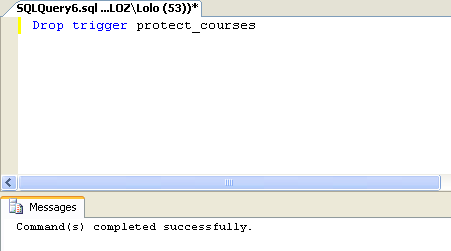 SQLQuery6.sql ...LOZ\Lolo (53))*
Drop trigger protect_courses
Messages
Command(s) completed successfully.